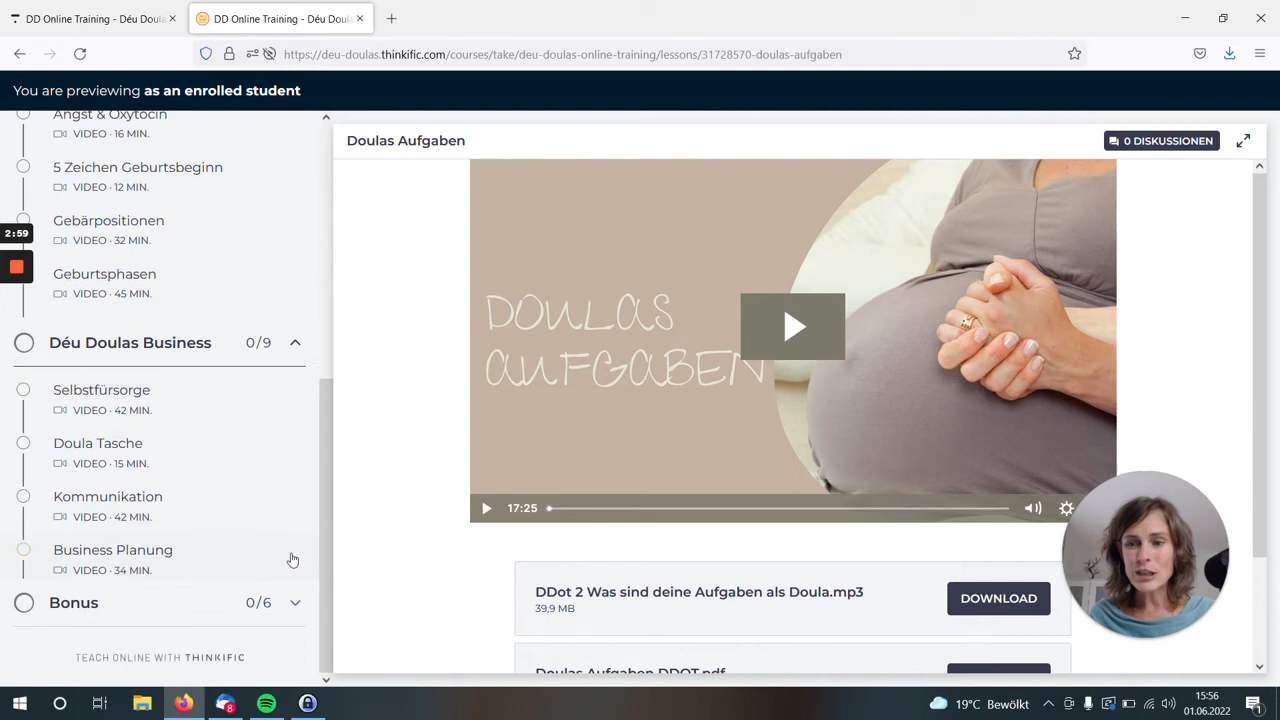 DD Online Training - Déu Doula
DD Online Training - Déu Doula
https://deu-doulas.thinkific.com/courses/take/deu-doulas-online-training/lessons/31728570-doulas-aufgaben
You are previewing as an enrolled student
Angst & Oxytocin
VIDEO · 16 MIN.
5 Zeichen Geburtsbeginn
VIDEO · 12 MIN.
Gebärpositionen
VIDEO · 32 MIN.
2:59
Geburtsphasen
VIDEO · 45 MIN.
Déu Doulas Business 0/9
Selbstfürsorge
VIDEO · 42 MIN.
Doula Tasche
VIDEO · 15 MIN.
Kommunikation
VIDEO · 42 MIN.
Business Planung
VIDEO · 34 MIN.
Bonus 0/6
TEACH ONLINE WITH THINKIFIC
Doulas Aufgaben
0 DISKUSSIONEN
DOULAS
AUFGABEN
17:25
DDot 2 Was sind deine Aufgaben als Doula.mp3
39,9 MB
DOWNLOAD
Doulas Aufgaben DDOT.pdf
8
19°C Bewölkt
15:56
01.06.2022
1